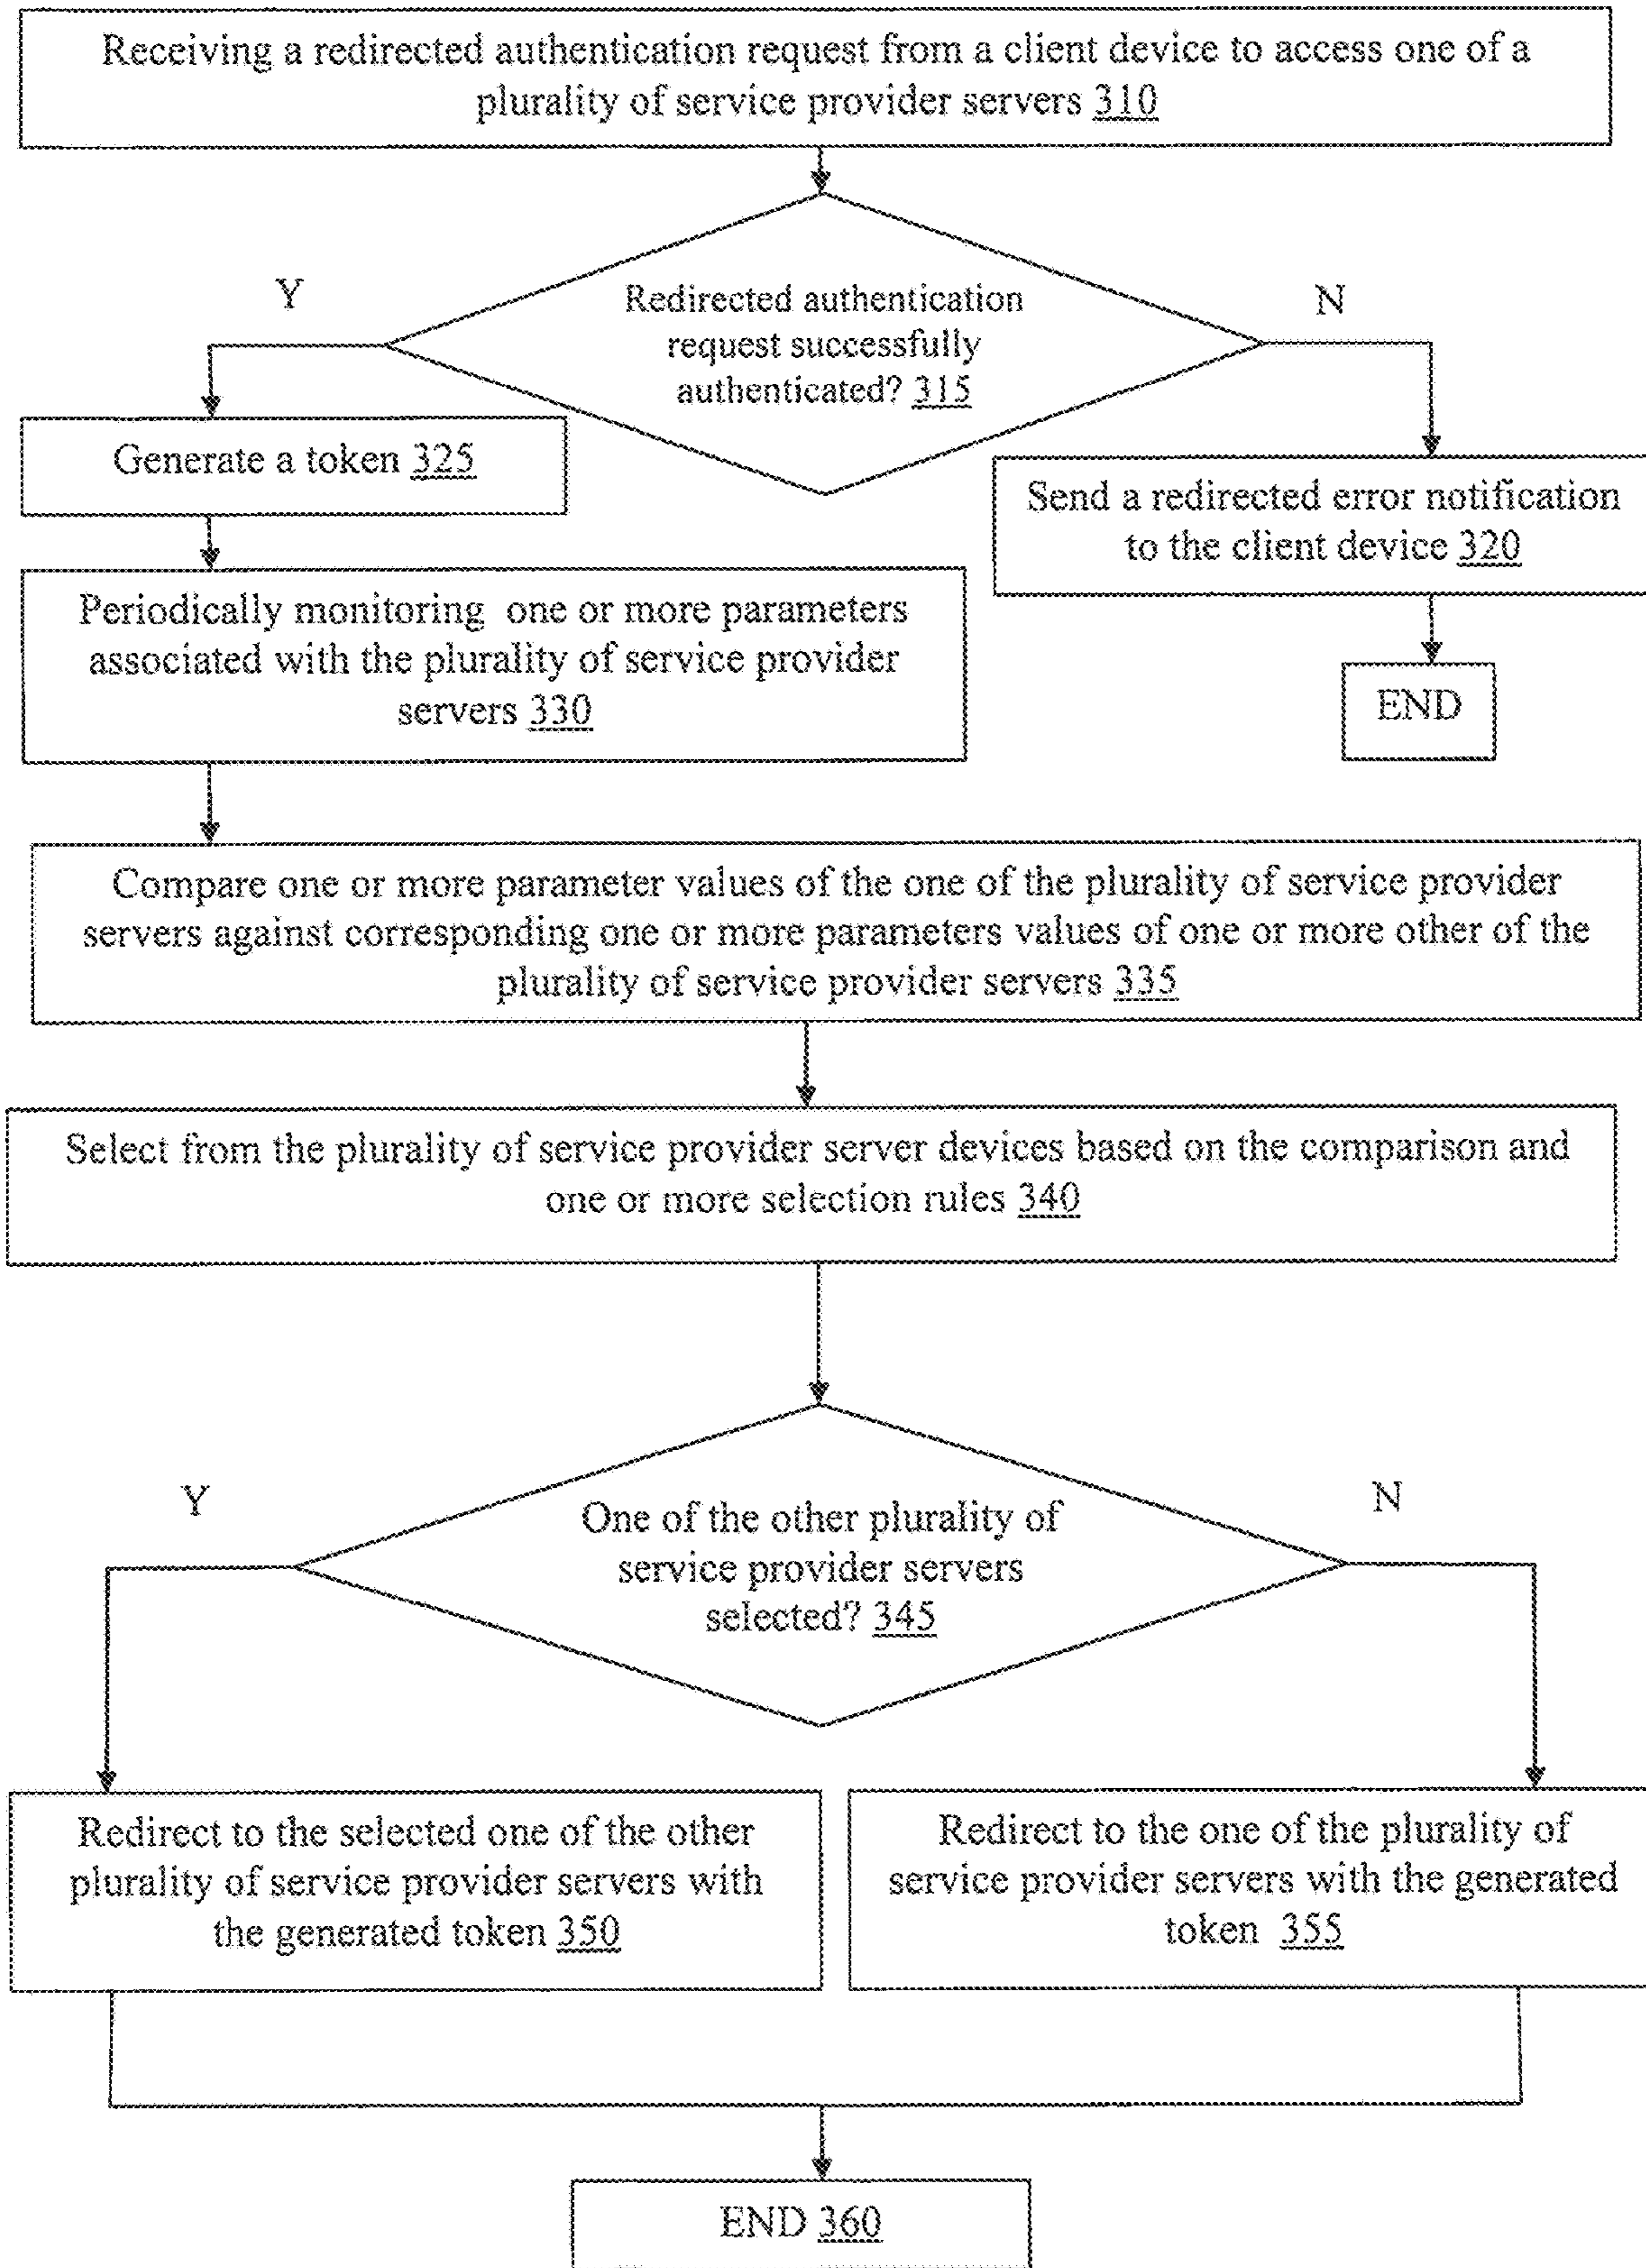 Receiving a redirected authentication request from a client device to access one of a
plurality of service provider servers 310
Y
N
Redirected authentication
request successfully
authenticated? 315
Generate a token 325
Send a redirected error notification
to the client device 320
Periodically monitoring one or more parameters
associated with the plurality of service provider
servers 330
END
Compare one or more parameter values of the one of the plurality of service provider
servers against corresponding one or more parameters values of one or more other of the
plurality of service provider servers 335
Select from the plurality of service provider server devices based on the comparison and
one or more selection rules 340
Y
N
One of the other plurality of
service provider servers
selected? 345
Redirect to the selected one of the other
plurality of service provider servers with
the generated token 350
Redirect to the one of the plurality of
service provider servers with the generated
token 355
END 360